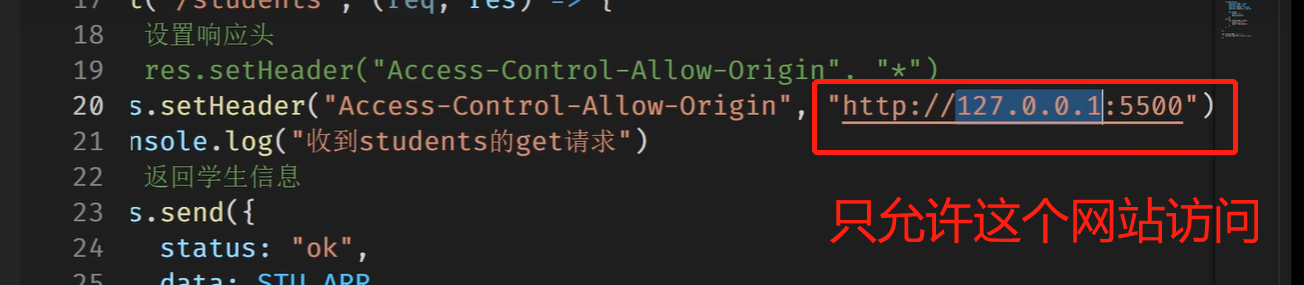 17 t("/students", (req, res) => {
18 设置响应头
19 res.setHeader("Access-Control-Allow-Origin", "*")
20 s.setHeader("Access-Control-Allow-Origin", "http://127.0.0.1:5500")
21 nsole.log("收到students的get请求")
22 返回学生信息
23 s.send({
24 status: "ok",
25 data: STU_ARR
只允许这个网站访问